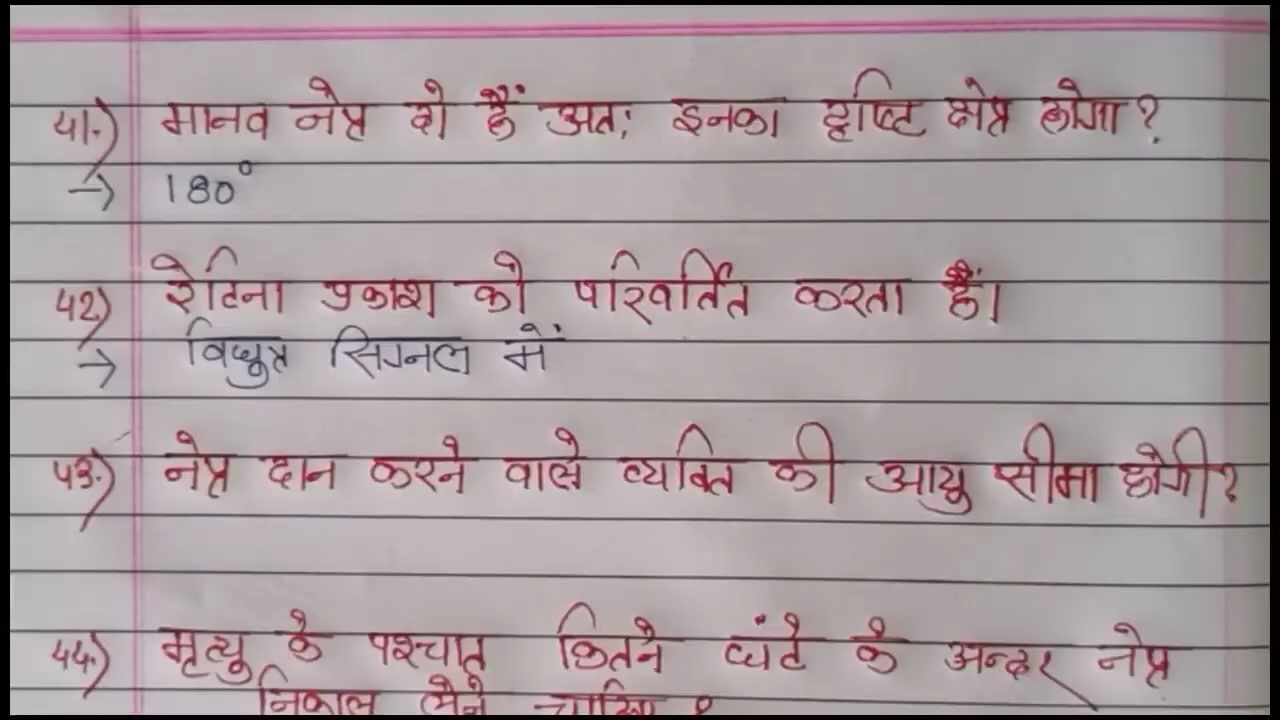 41.) मानव नेत्र दो हैं अतः इनका दृष्टि क्षेत्र होगा?
→ 180°
42) रेटिना प्रकाश को परिवर्तित करता हैं।
→ विधुत सिग्नल में
43.) नेत्र दान करने वाले व्यक्ति की आयु सीमा होगी?
44.) मृत्यु के पश्चात् कितने घंटे के अन्दर नेत्र
निकाल लेने चाहिए?